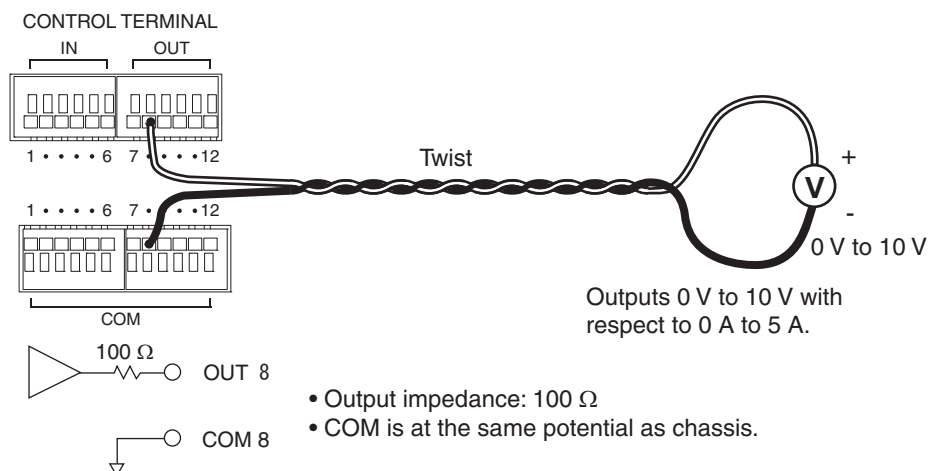 CONTROL TERMINAL
IN OUT
1 • • • • 6 7 • • • • 12
Twist
+
V
-
0 V to 10 V
1 • • • • 6 7 • • • • 12
COM
Outputs 0 V to 10 V with
respect to 0 A to 5 A.
100 Ω
OUT 8
COM 8
• Output impedance: 100 Ω
• COM is at the same potential as chassis.